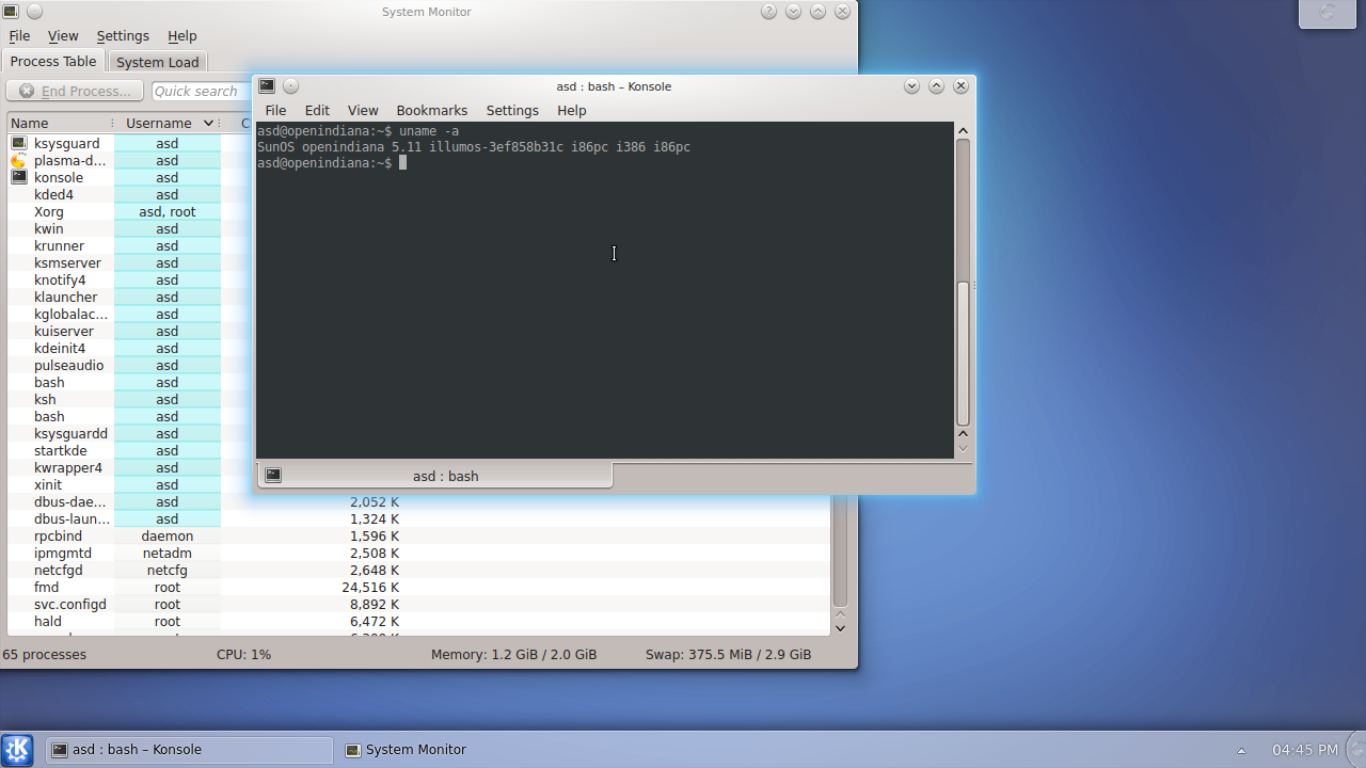 System Monitor
File View Settings Help
Process Table System Load
End Process... Quick search
Name Username C
ksysguard asd
plasma-d... asd
konsole asd
kded4 asd
Xorg asd, root
kwin asd
krunner asd
ksmserver asd
knotify4 asd
klauncher asd
kglobalac... asd
kuiserver asd
kdeinit4 asd
pulseaudio asd
bash asd
ksh asd
bash asd
ksysguardd asd
startkde asd
kwrapper4 asd
xinit asd
dbus-dae... asd 2,052 K
dbus-laun... asd 1,324 K
rpcbind daemon 1,596 K
ipmgmtd netadm 2,508 K
netcfgd netcfg 2,648 K
fmd root 24,516 K
svc.configd root 8,892 K
hald root 6,472 K
65 processes CPU: 1% Memory: 1.2 GiB / 2.0 GiB Swap: 375.5 MiB / 2.9 GiB
asd : bash – Konsole
File Edit View Bookmarks Settings Help
asd@openindiana:~$ uname -a
SunOS openindiana 5.11 illumos-3ef858b31c i86pc i386 i86pc
asd@openindiana:~$
asd : bash
asd : bash – Konsole System Monitor 04:45 PM